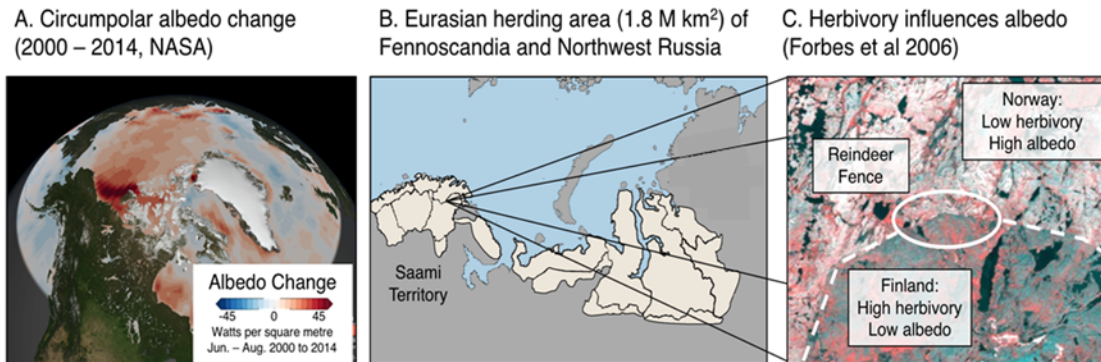 A. Circumpolar albedo change
(2000 – 2014, NASA)
B. Eurasian herding area (1.8 M km²) of
Fennoscandia and Northwest Russia
C. Herbivory influences albedo
(Forbes et al 2006)
Albedo Change
-45 0 45
Watts per square metre
Jun. – Aug. 2000 to 2014
Saami
Territory
Norway:
Low herbivory
High albedo
Reindeer
Fence
Finland:
High herbivory
Low albedo